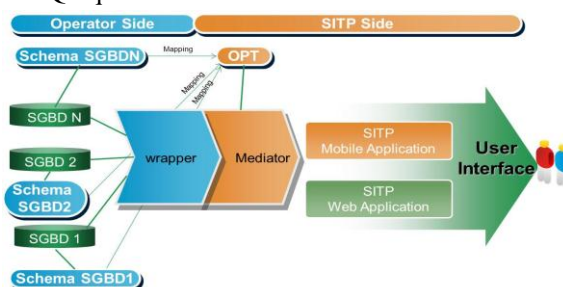 Operator Side
SITP Side
Schema SGBDN
Mapping
OPT
Mapping
Mapping
SGBD N
SGBD 2
Schema
SGBD2
SGBD 1
Schema SGBD1
wrapper
Mediator
SITP
Mobile Application
SITP
Web Application
User
Interface